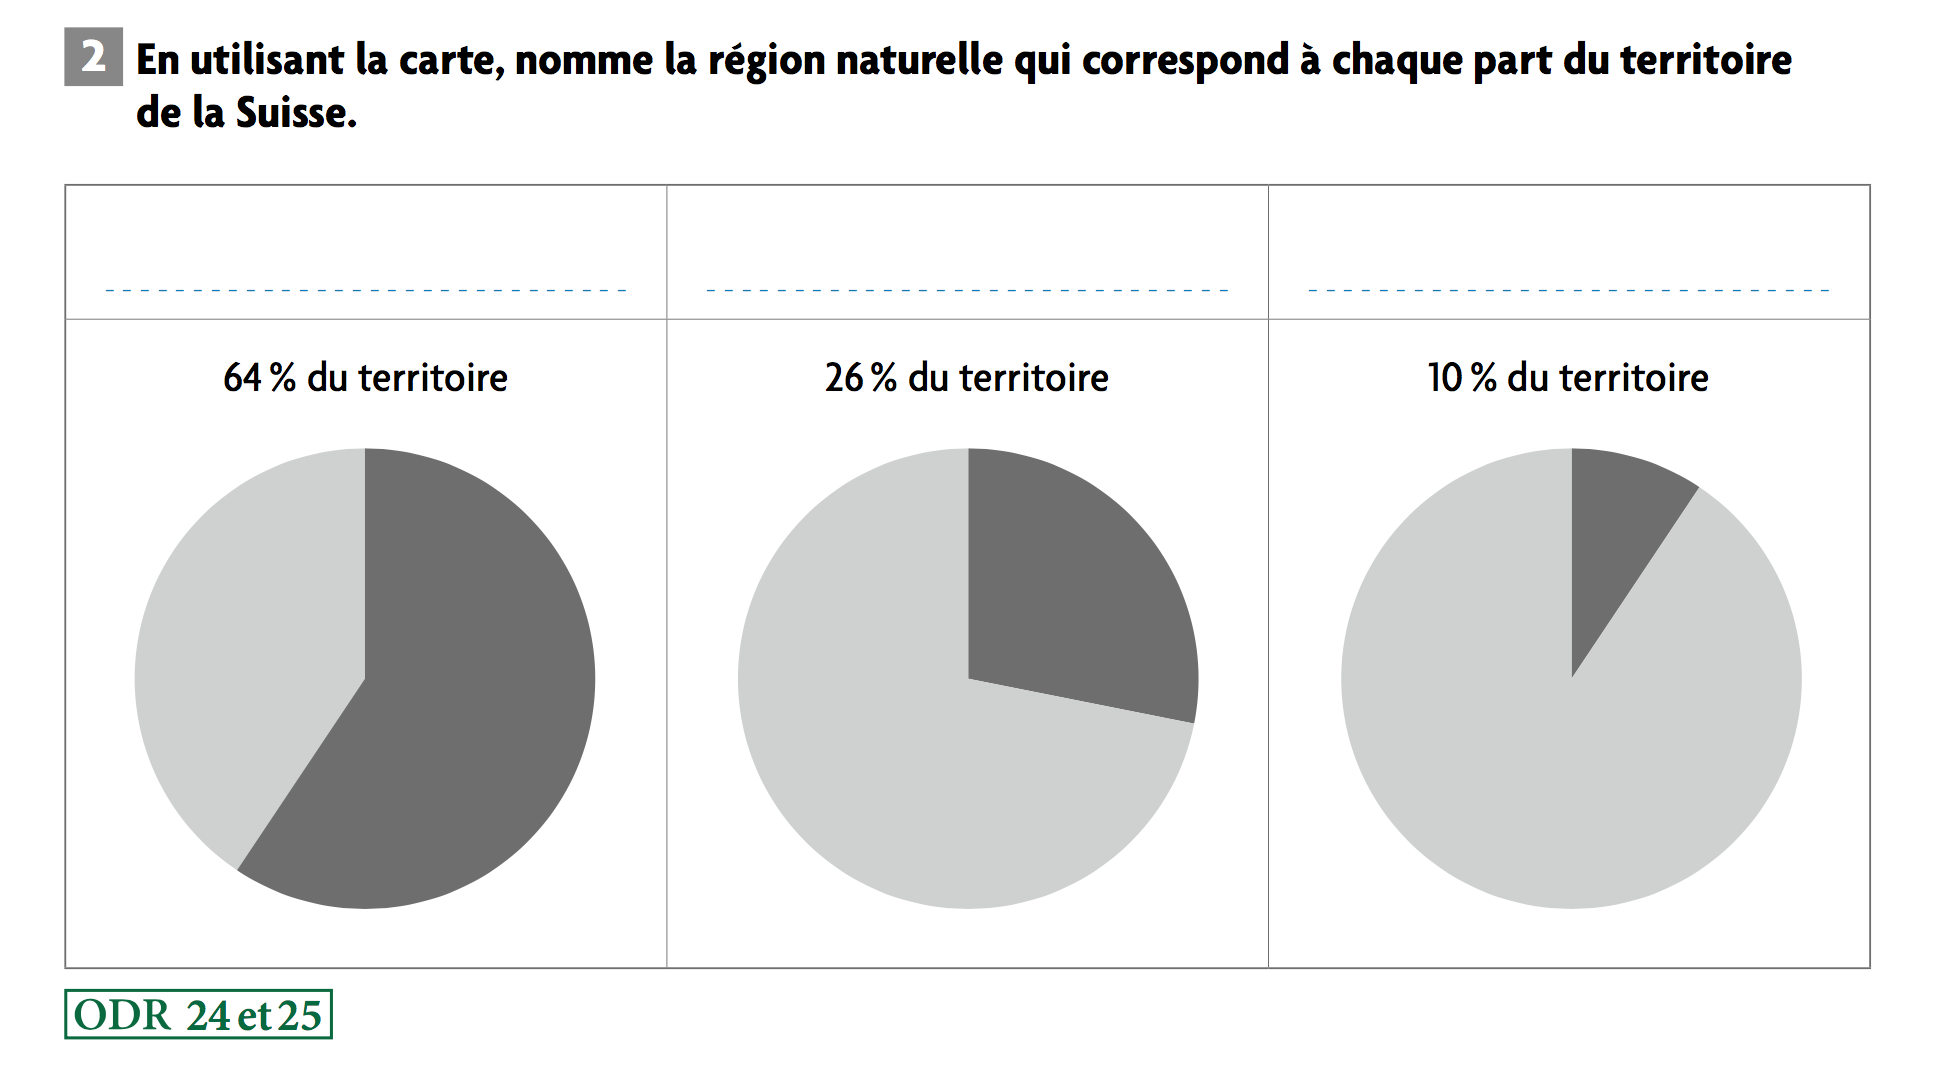 2 En utilisant la carte, nomme la région naturelle qui correspond à chaque part du territoire
de la Suisse.
64 % du territoire
26 % du territoire
10 % du territoire
ODR 24 et 25